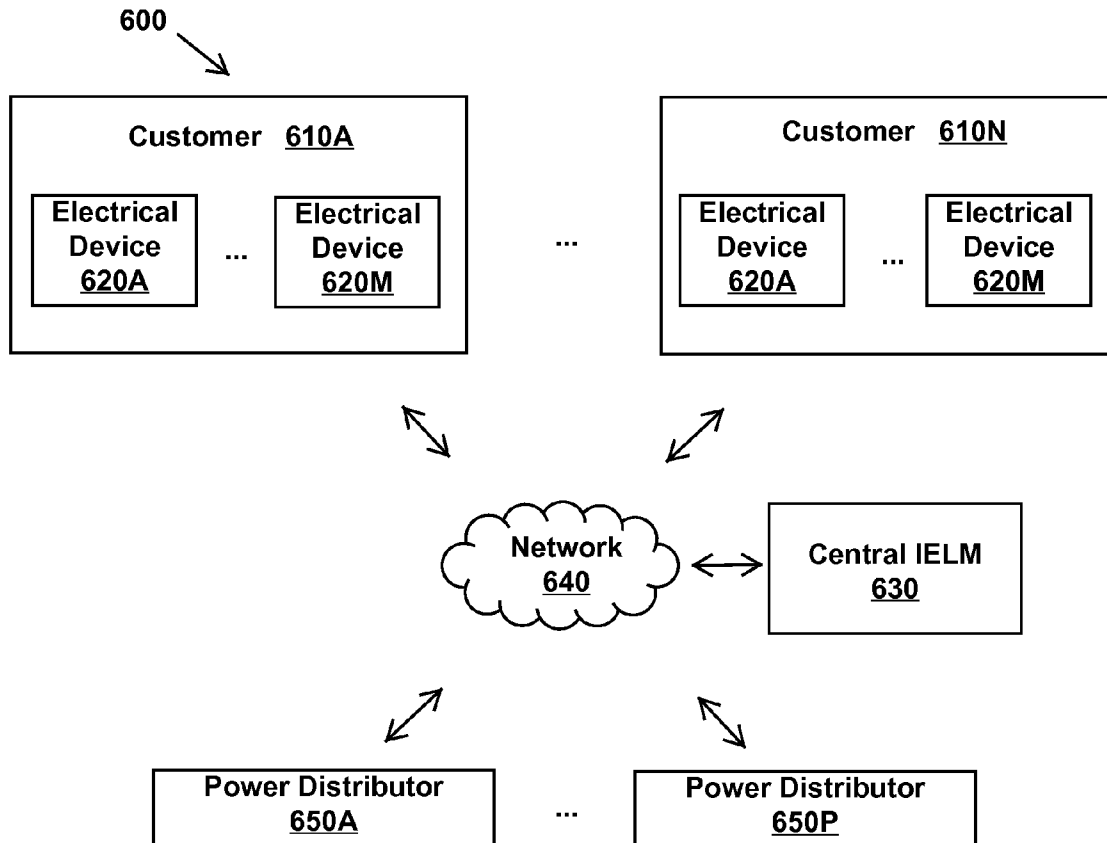 600
Customer 610A
Electrical
Device
620A
...
Electrical
Device
620M
...
Customer 610N
Electrical
Device
620A
...
Electrical
Device
620M
Network
640
Central IELM
630
Power Distributor
650A
...
Power Distributor
650P